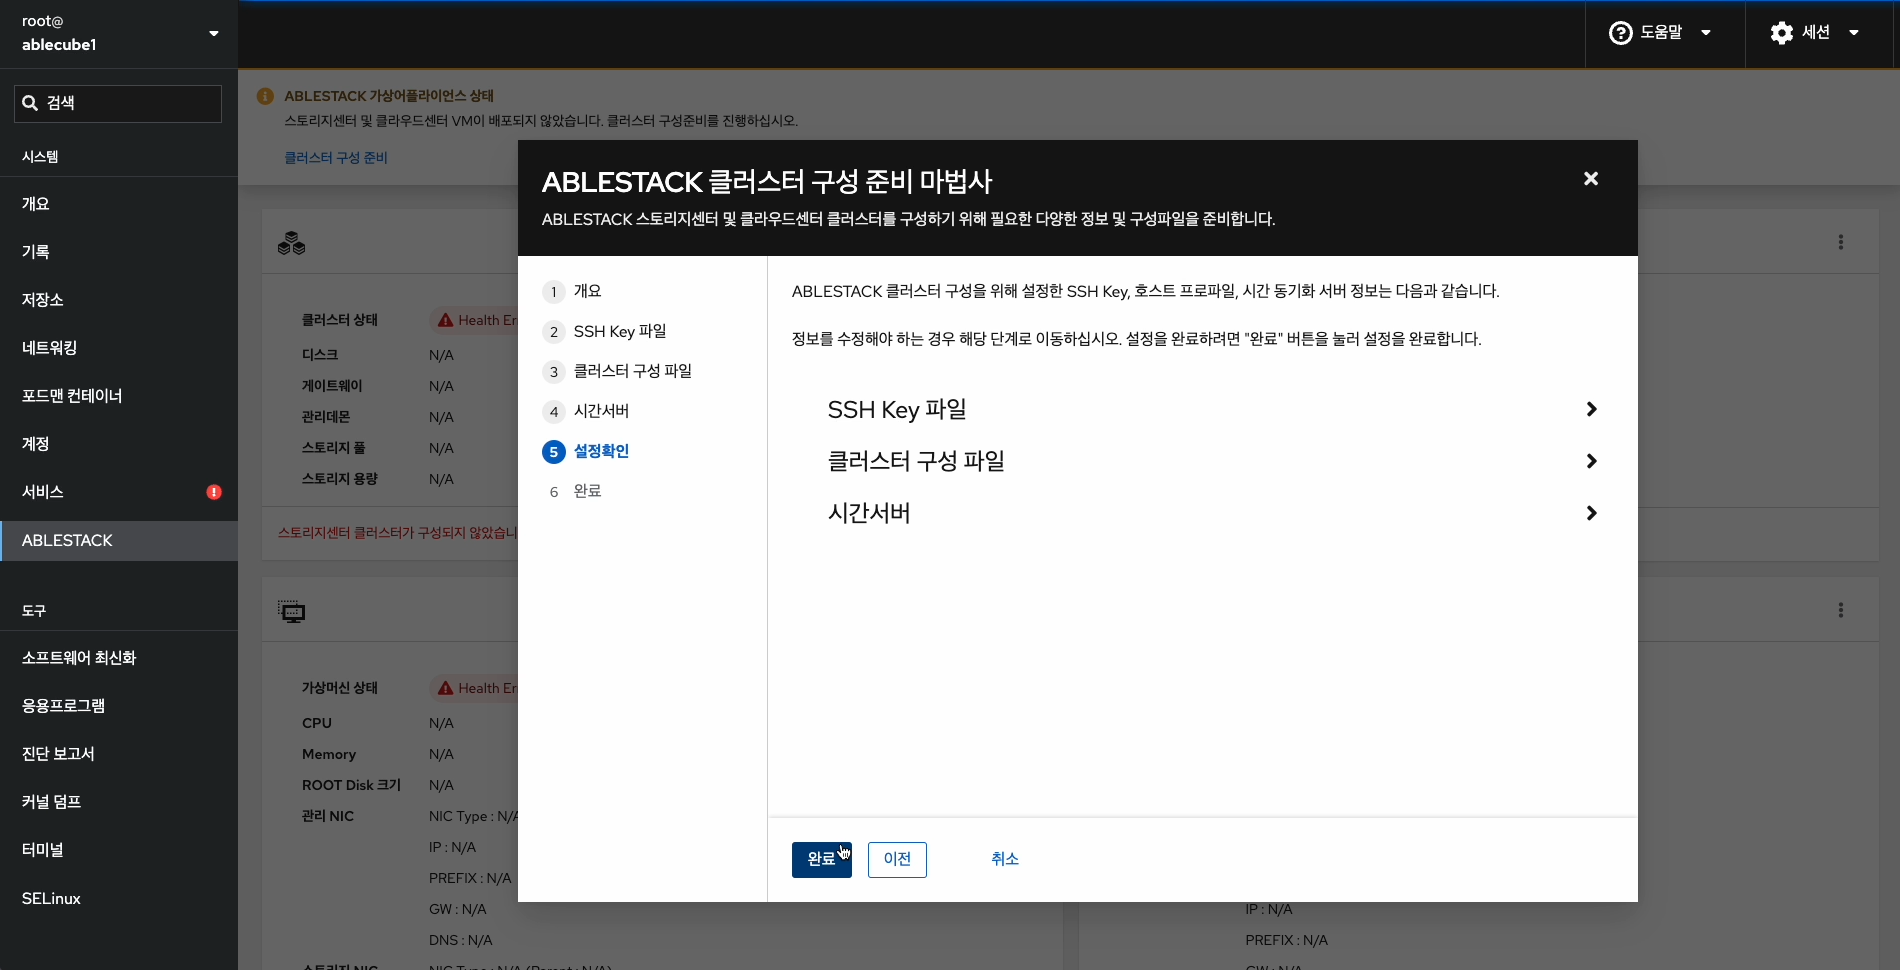 root@
ablecube1
도움말
세션
검색
시스템
개요
기록
저장소
네트워킹
포드맨 컨테이너
계정
서비스
ABLESTACK
도구
소프트웨어 최신화
응용프로그램
진단 보고서
커널 덤프
터미널
SELinux
ABLESTACK 가상어플라이언스 상태
스토리지센터 및 클라우드센터 VM이 배포되지 않았습니다. 클러스터 구성준비를 진행하십시오.
클러스터 구성 준비
클러스터 상태
Health Er
디스크 N/A
게이트웨이 N/A
관리데몬 N/A
스토리지 풀 N/A
스토리지 용량 N/A
스토리지센터 클러스터가 구성되지 않았습니
가상머신 상태
Health Er
CPU N/A
Memory N/A
ROOT Disk 크기 N/A
관리 NIC NIC Type : N/A
IP : N/A
PREFIX : N/A
GW : N/A
DNS : N/A
스토리지 NIC NIC Type : N/A (Parent : N/A)
IP : N/A
PREFIX : N/A
GW : N/A
ABLESTACK 클러스터 구성 준비 마법사
ABLESTACK 스토리지센터 및 클라우드센터 클러스터를 구성하기 위해 필요한 다양한 정보 및 구성파일을 준비합니다.
1 개요
2 SSH Key 파일
3 클러스터 구성 파일
4 시간서버
5 설정확인
6 완료
ABLESTACK 클러스터 구성을 위해 설정한 SSH Key, 호스트 프로파일, 시간 동기화 서버 정보는 다음과 같습니다.
정보를 수정해야 하는 경우 해당 단계로 이동하십시오. 설정을 완료하려면 "완료" 버튼을 눌러 설정을 완료합니다.
SSH Key 파일
클러스터 구성 파일
시간서버
완료
이전
취소